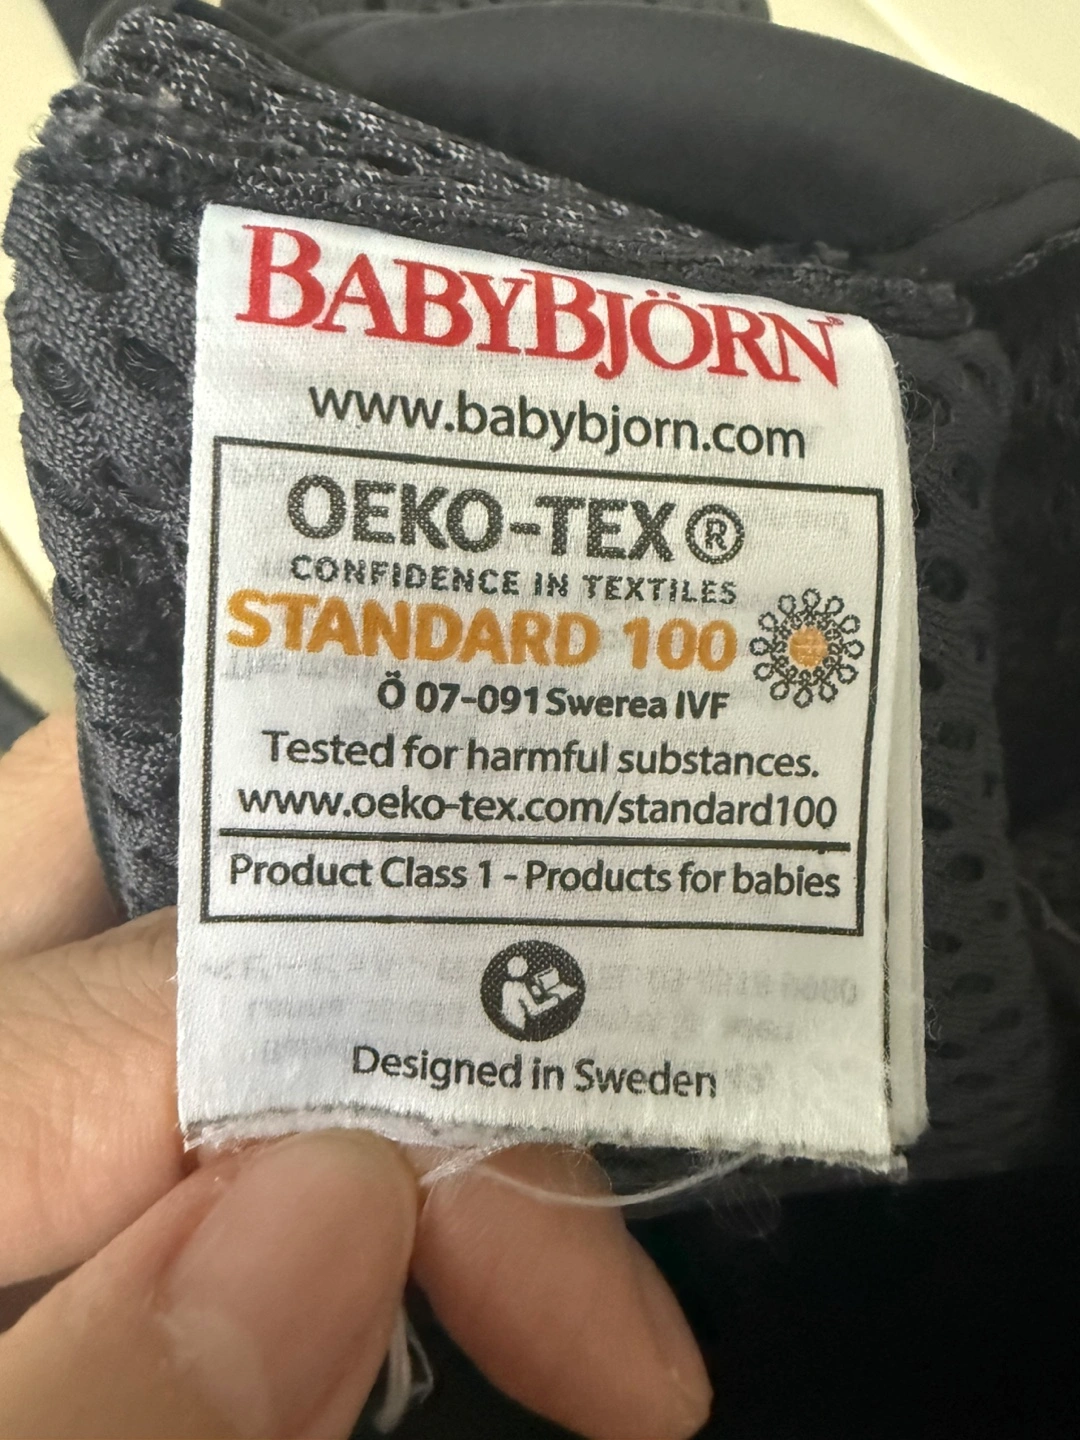 BABYBJÖRN®
www.babybjorn.com
OEKO-TEX®
CONFIDENCE IN TEXTILES
STANDARD 100
Ö 07-091 Swerea IVF
Tested for harmful substances.
www.oeko-tex.com/standard100
Product Class 1 - Products for babies
Designed in Sweden